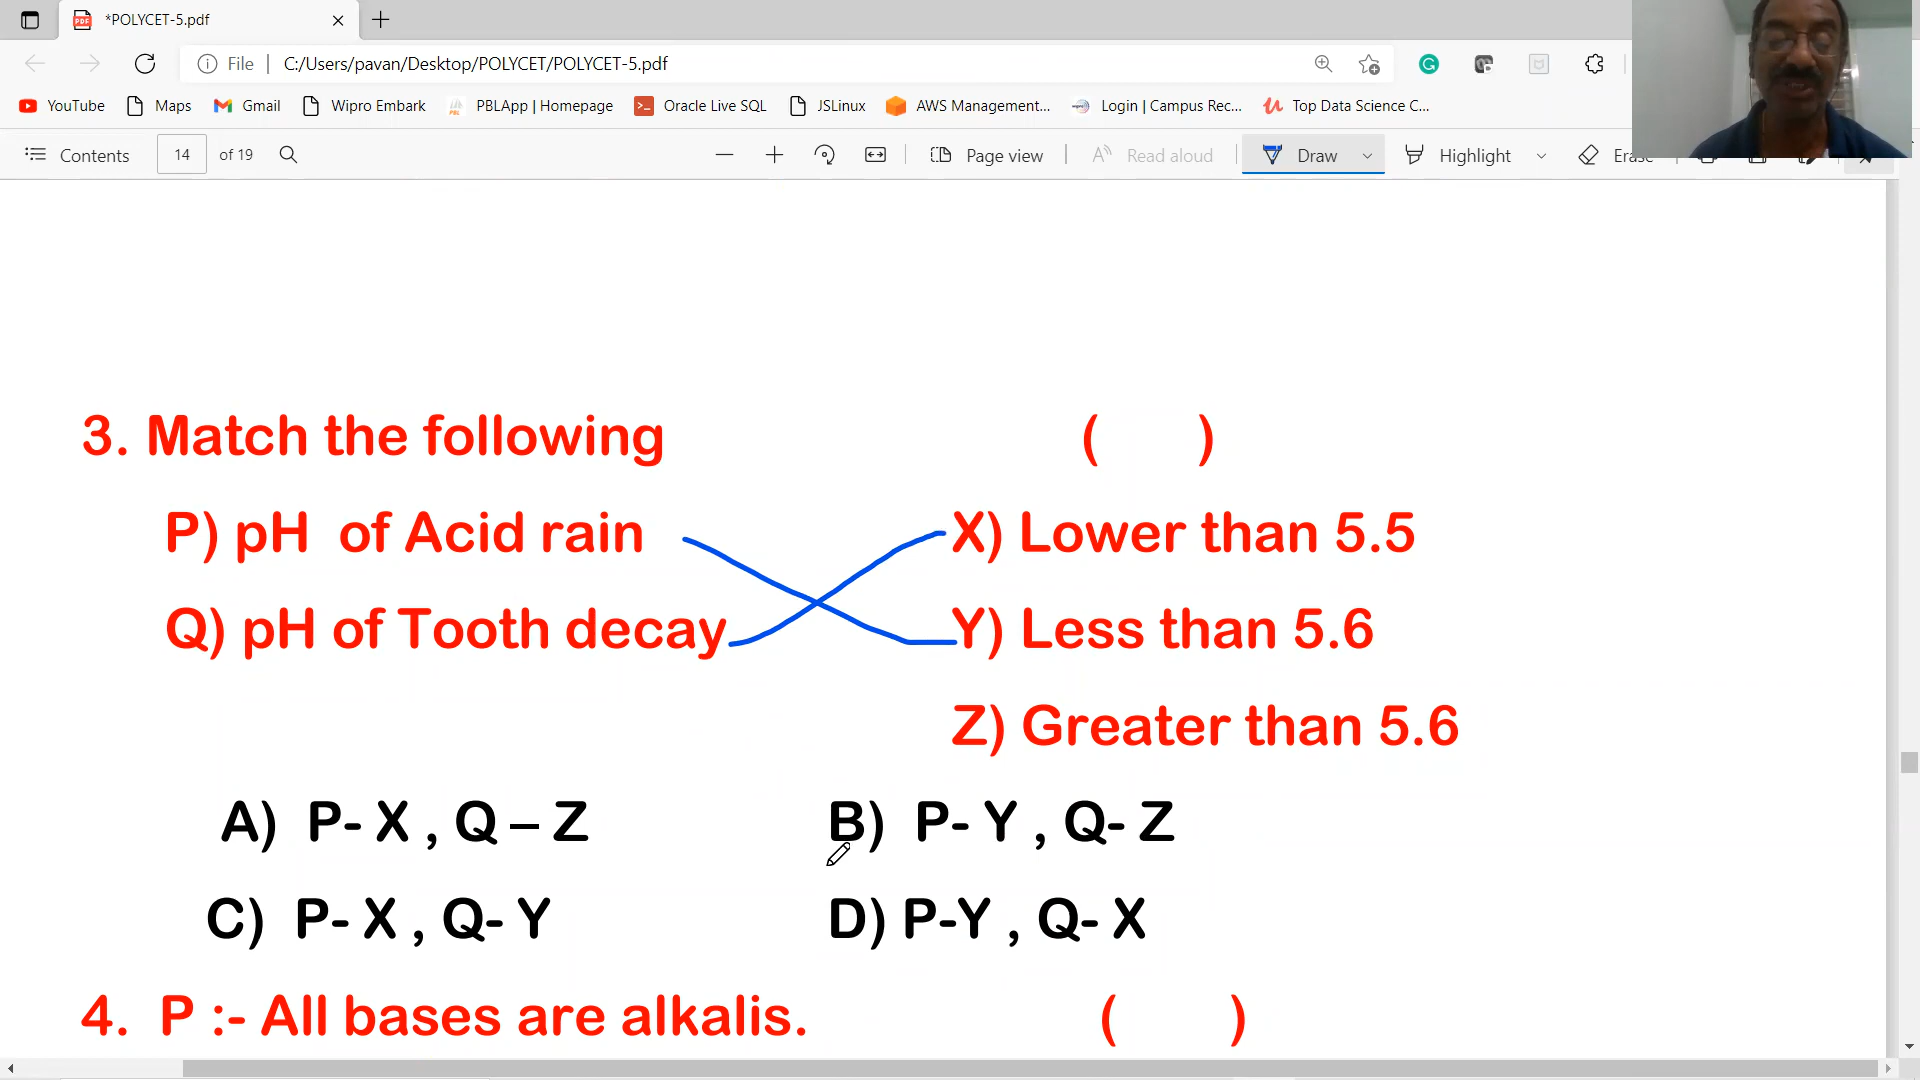 *POLYCET-5.pdf
File C:/Users/pavan/Desktop/POLYCET/POLYCET-5.pdf
YouTube Maps Gmail Wipro Embark PBLApp | Homepage Oracle Live SQL JSLinux AWS Management... Login | Campus Rec... Top Data Science C...
Contents 14 of 19 Page view Read aloud Draw Highlight Erase
3. Match the following ( )
P) pH of Acid rain X) Lower than 5.5
Q) pH of Tooth decay Y) Less than 5.6
Z) Greater than 5.6
A) P- X , Q – Z B) P- Y , Q- Z
C) P- X , Q- Y D) P-Y , Q- X
4. P :- All bases are alkalis. ( )